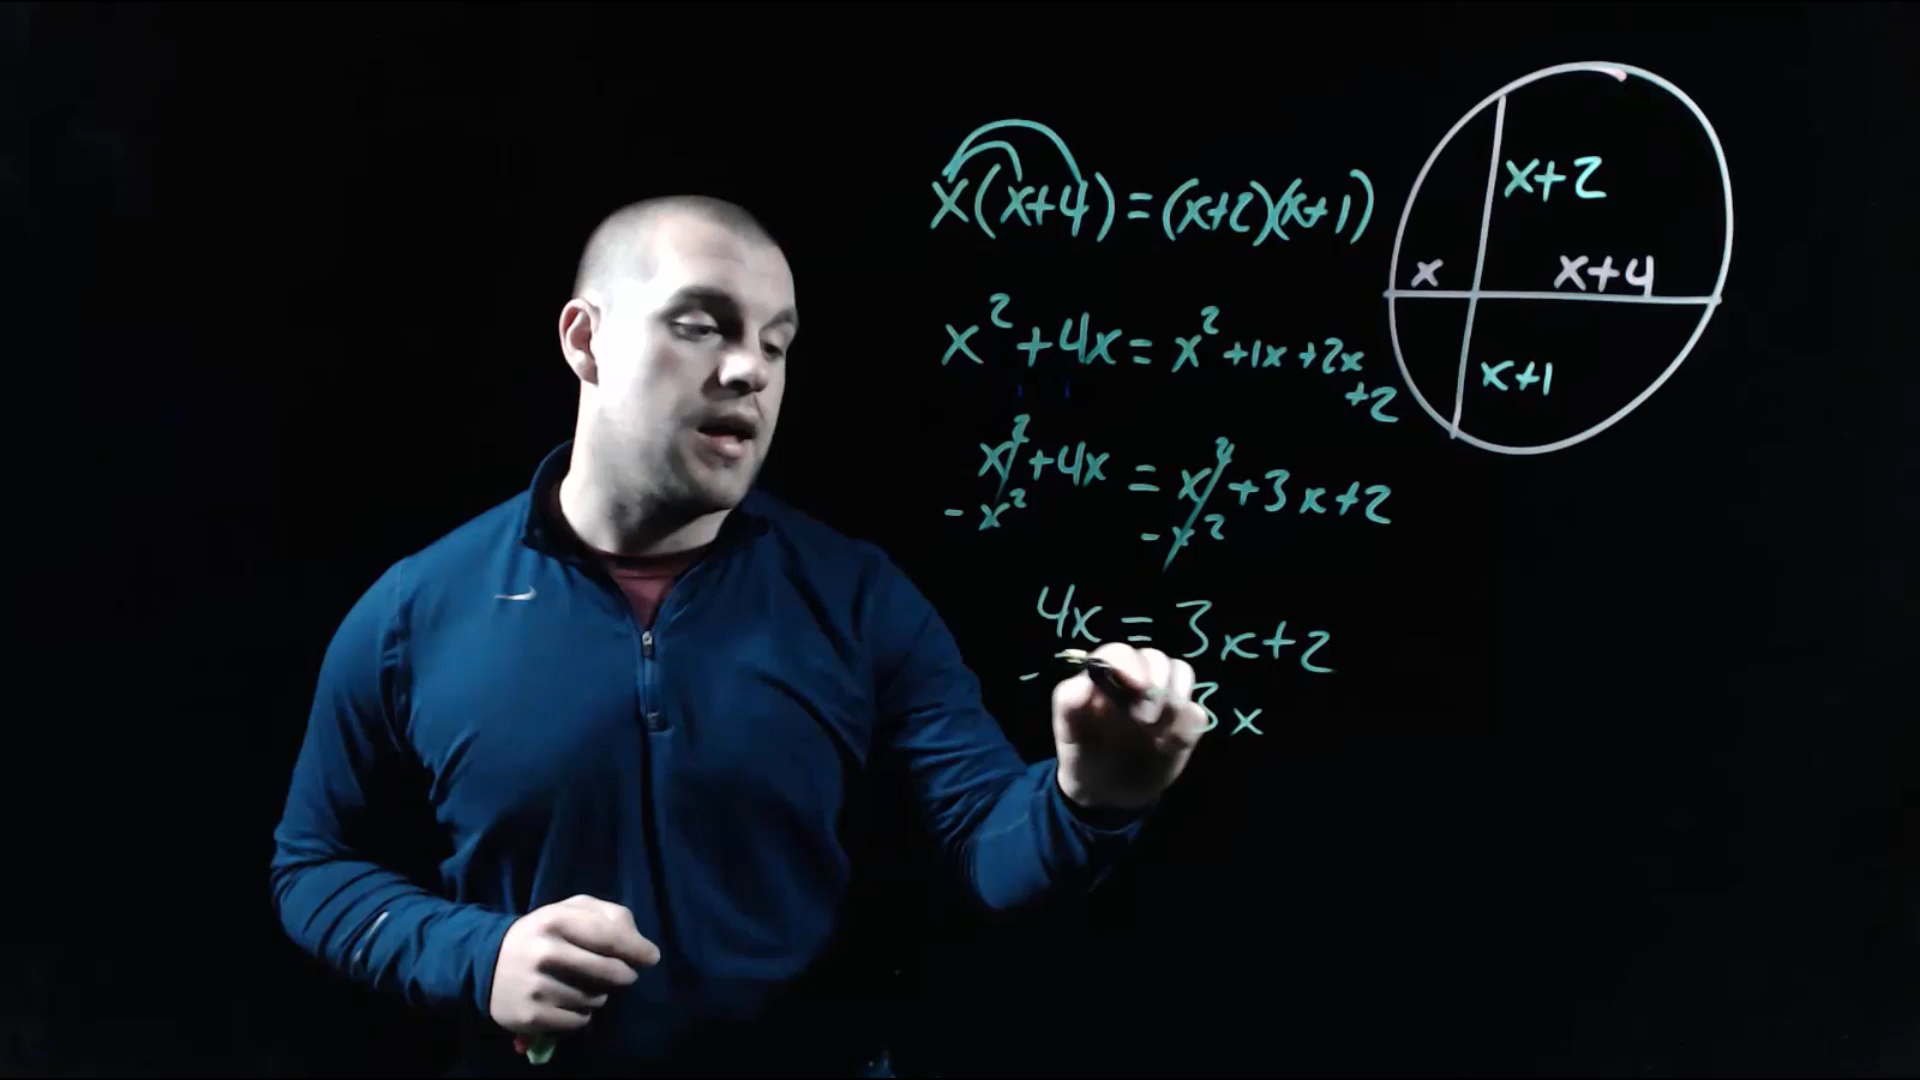 x(x+4)=(x+2)(x+1)
x²+4x=x²+1x+2x
+2
x²+4x=x²+3x+2
-x² -x²
4x=3x+2
- 3x
x+2
x x+4
x+1